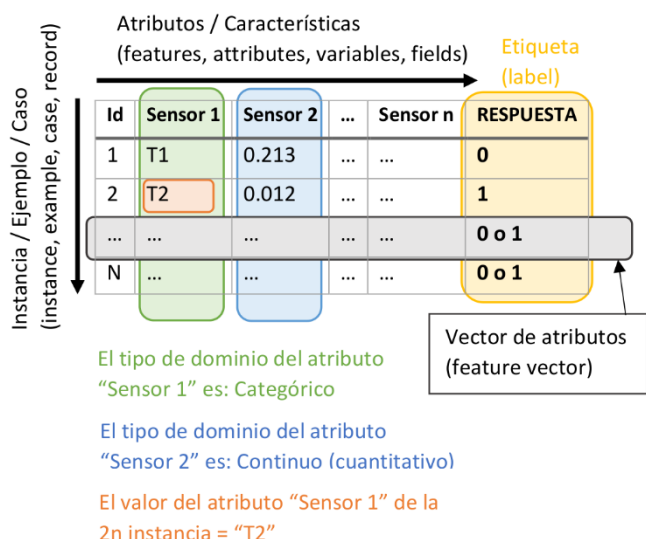 Atributos / Características
(features, attributes, variables, fields)
Etiqueta
(label)
Instancia / Ejemplo / Caso
(instance, example, case, record)
Id Sensor 1 Sensor 2 ... Sensor n RESPUESTA
1 T1 0.213 ... ... 0
2 T2 0.012 ... ... 1
... ... ... ... ... 0 o 1
N ... ... ... ... 0 o 1
Vector de atributos
(feature vector)
El tipo de dominio del atributo
“Sensor 1” es: Categórico
El tipo de dominio del atributo
“Sensor 2” es: Continuo (cuantitativo)
El valor del atributo “Sensor 1” de la
2n instancia = “T2”